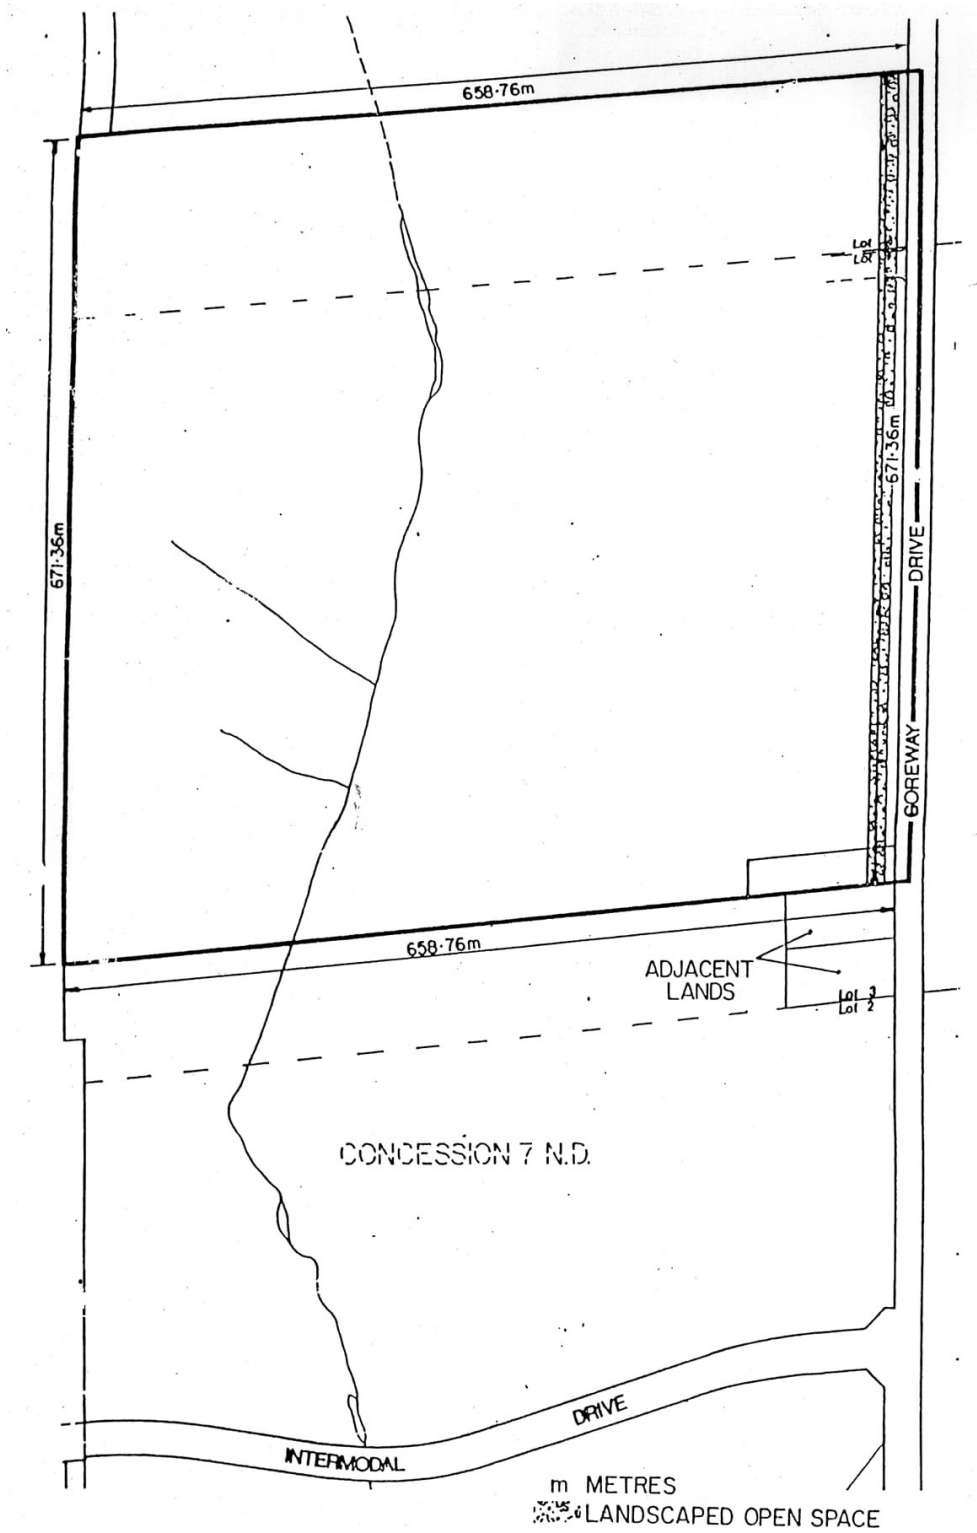 658.76m
Lot
Lot
671.36m
671.36m
GOREWAY DRIVE
658.76m
ADJACENT
LANDS
Lot 3
Lot 2
CONCESSION 7 N.D.
INTERMODAL DRIVE
m METRES
LANDSCAPED OPEN SPACE